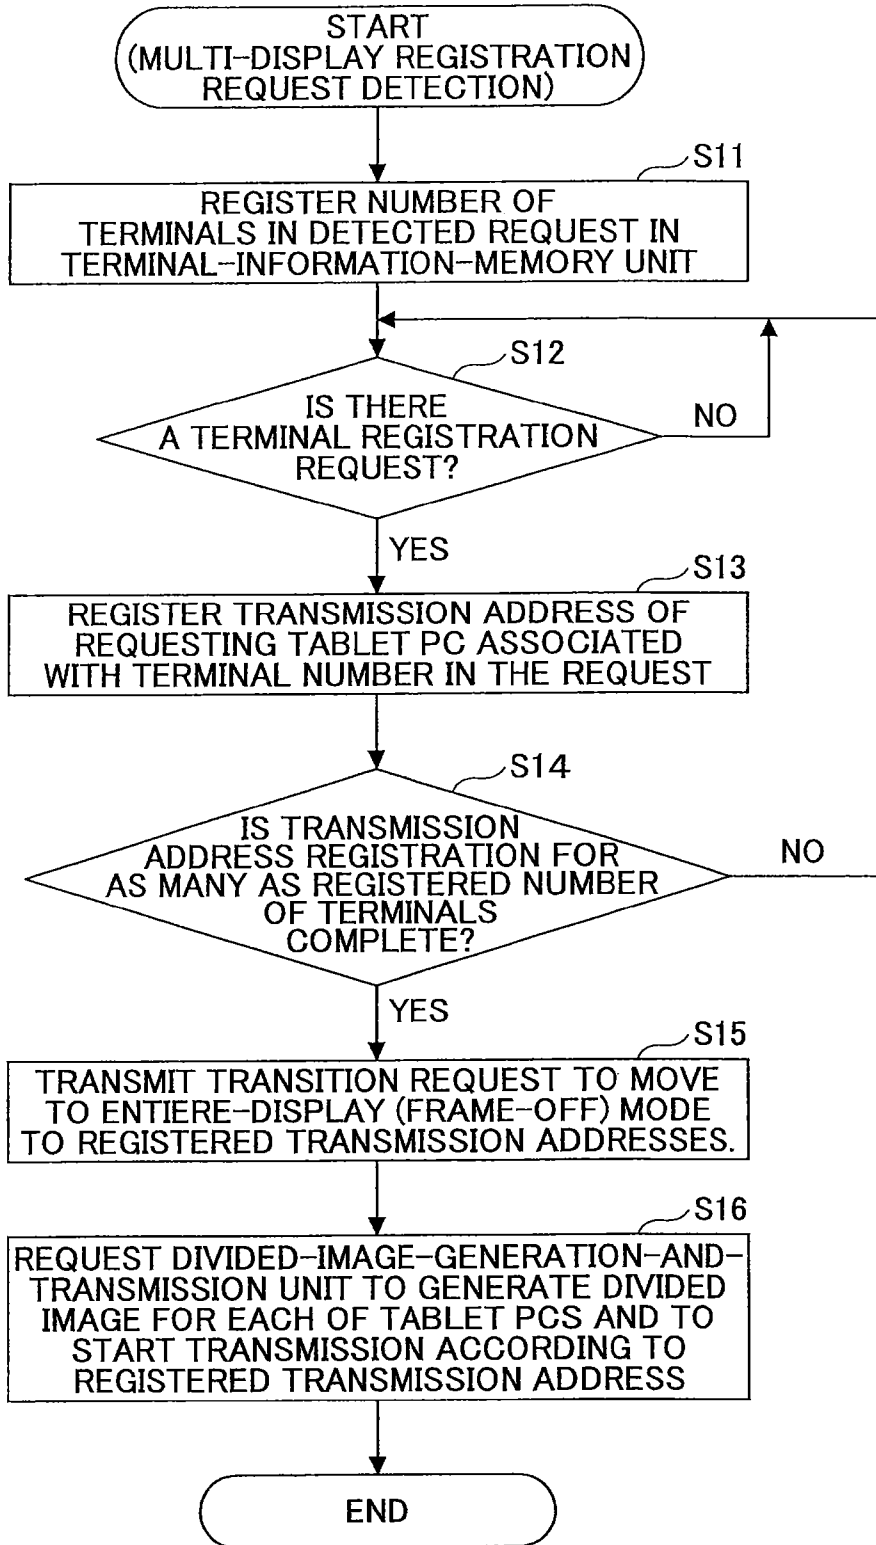 START
(MULTI-DISPLAY REGISTRATION
REQUEST DETECTION)
S11
REGISTER NUMBER OF
TERMINALS IN DETECTED REQUEST IN
TERMINAL-INFORMATION-MEMORY UNIT
S12
IS THERE
A TERMINAL REGISTRATION
REQUEST?
NO
YES
S13
REGISTER TRANSMISSION ADDRESS OF
REQUESTING TABLET PC ASSOCIATED
WITH TERMINAL NUMBER IN THE REQUEST
S14
IS TRANSMISSION
ADDRESS REGISTRATION FOR
AS MANY AS REGISTERED NUMBER
OF TERMINALS
COMPLETE?
NO
YES
S15
TRANSMIT TRANSITION REQUEST TO MOVE
TO ENTIERE-DISPLAY (FRAME-OFF) MODE
TO REGISTERED TRANSMISSION ADDRESSES.
S16
REQUEST DIVIDED-IMAGE-GENERATION-AND-
TRANSMISSION UNIT TO GENERATE DIVIDED
IMAGE FOR EACH OF TABLET PCS AND TO
START TRANSMISSION ACCORDING TO
REGISTERED TRANSMISSION ADDRESS
END